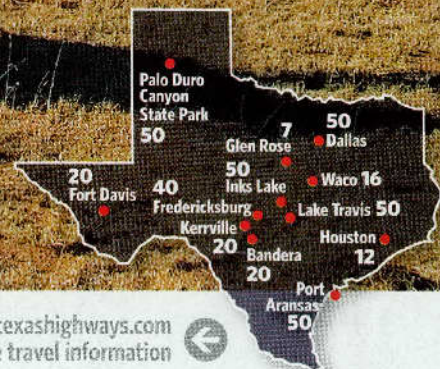 Palo Duro
Canyon
State Park
50
7
Glen Rose
50
Dallas
20
Fort Davis
50
Inks Lake
Waco 16
40
Fredericksburg
Lake Travis 50
Kerrville
20
Bandera
20
Houston
12
Port
Aransas
50
texashighways.com
travel information